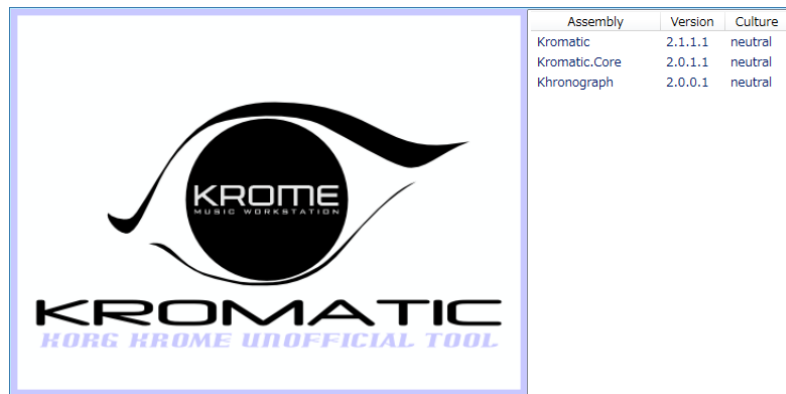 KROME
MUSIC WORKSTATION
KROMATIC
KORG KROME UNOFFICIAL TOOL
Assembly Version Culture
Kromatic 2.1.1.1 neutral
Kromatic.Core 2.0.1.1 neutral
Khronograph 2.0.0.1 neutral